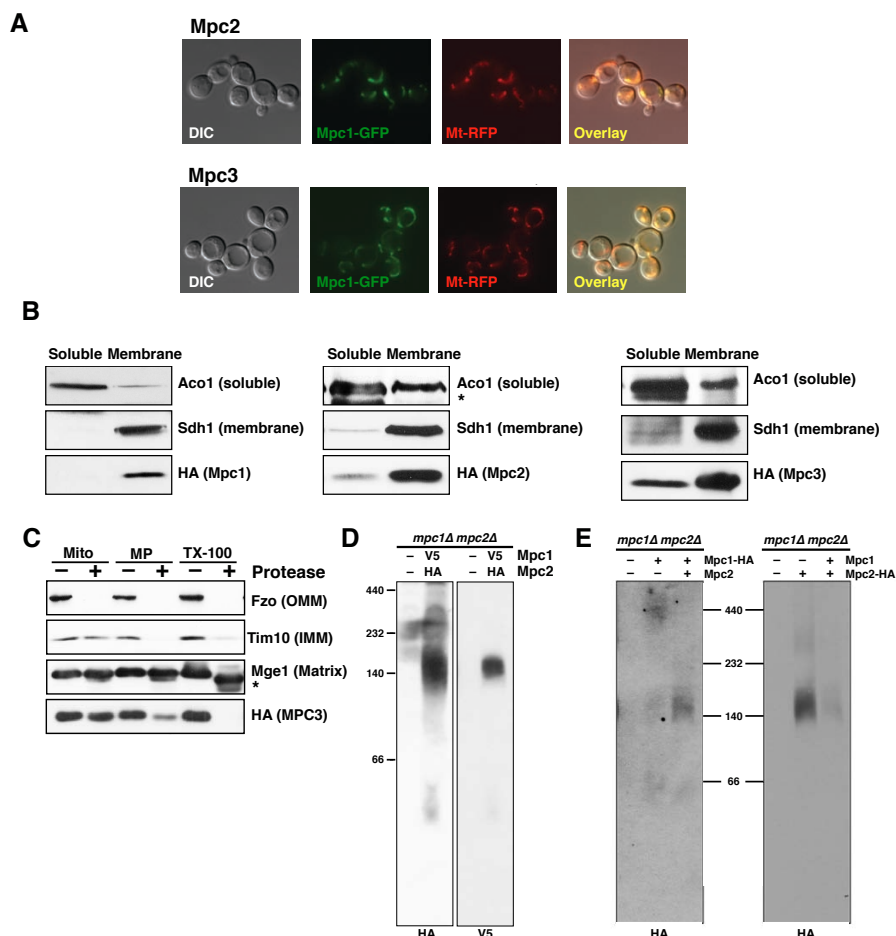 A
Mpc2
DIC
Mpc1-GFP
Mt-RFP
Overlay
Mpc3
DIC
Mpc1-GFP
Mt-RFP
Overlay
B
Soluble Membrane
Aco1 (soluble)
Sdh1 (membrane)
HA (Mpc1)
Soluble Membrane
Aco1 (soluble)
*
Sdh1 (membrane)
HA (Mpc2)
Soluble Membrane
Aco1 (soluble)
Sdh1 (membrane)
HA (Mpc3)
C
Mito MP TX-100
– + – + – + Protease
Fzo (OMM)
Tim10 (IMM)
Mge1 (Matrix)
*
HA (MPC3)
D
mpc1Δ mpc2Δ
– V5 – V5 Mpc1
– HA – HA Mpc2
440
232
140
66
HA V5
E
mpc1Δ mpc2Δ
– + + Mpc1-HA
– – + Mpc2
mpc1Δ mpc2Δ
– – + Mpc1
– + + Mpc2-HA
440
232
140
66
HA HA